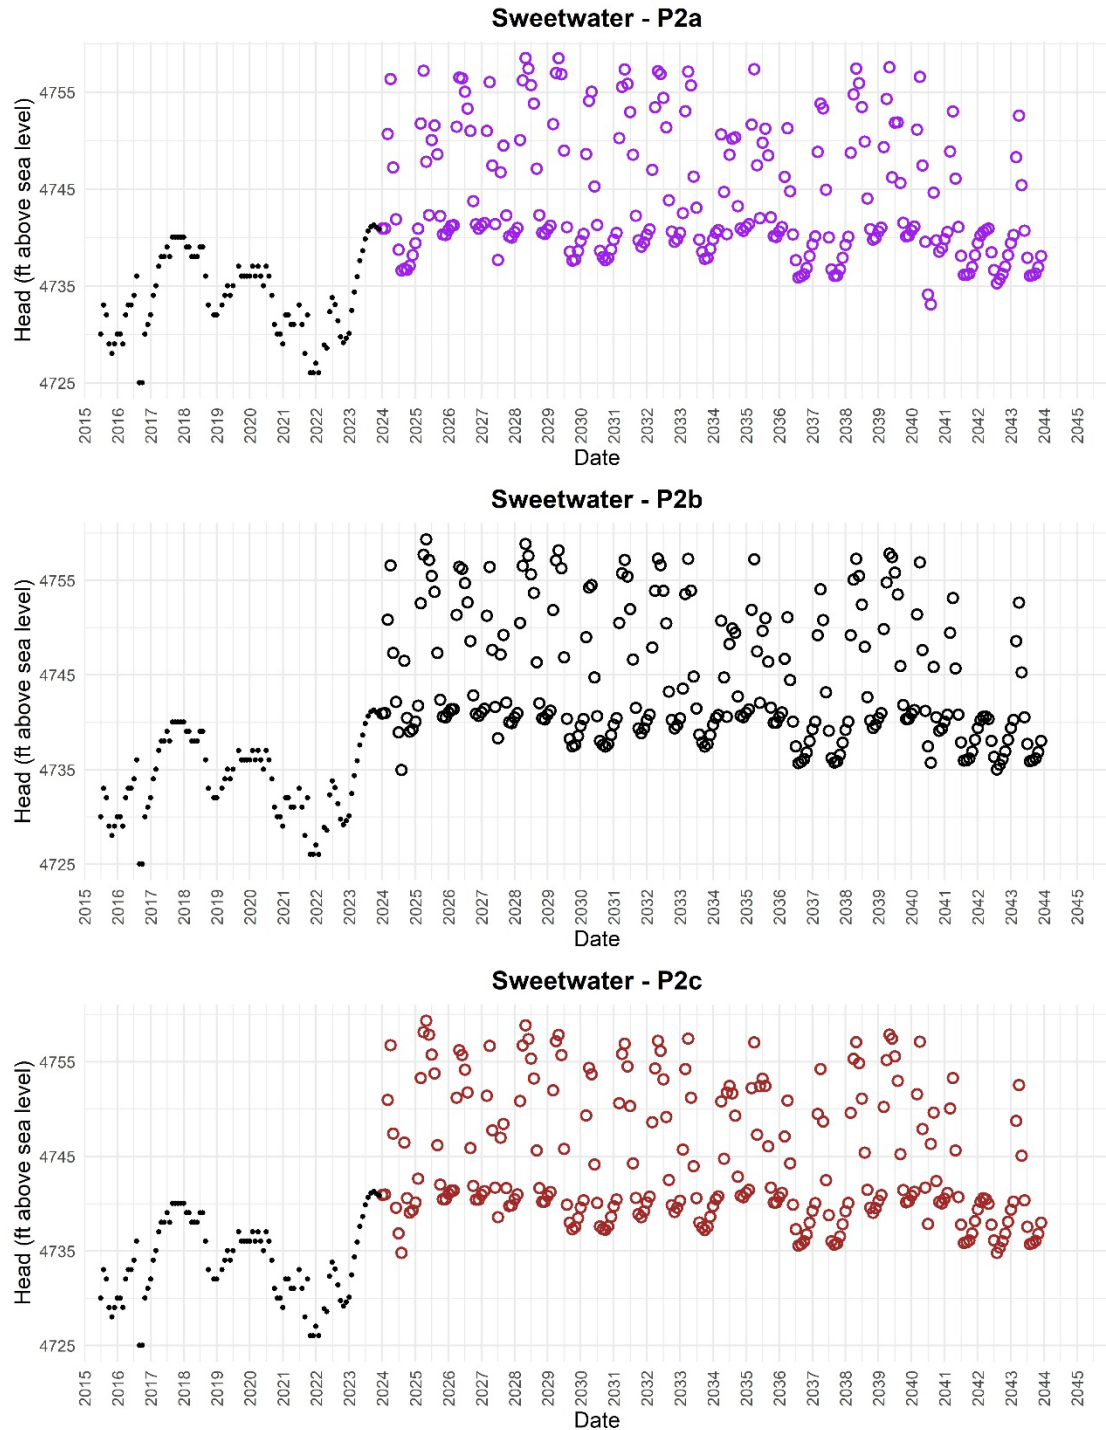 Sweetwater - P2a
Head (ft above sea level)
4755
4745
4735
4725
2015 2016 2017 2018 2019 2020 2021 2022 2023 2024 2025 2026 2027 2028 2029 2030 2031 2032 2033 2034 2035 2036 2037 2038 2039 2040 2041 2042 2043 2044 2045
Date
Sweetwater - P2b
Head (ft above sea level)
4755
4745
4735
4725
2015 2016 2017 2018 2019 2020 2021 2022 2023 2024 2025 2026 2027 2028 2029 2030 2031 2032 2033 2034 2035 2036 2037 2038 2039 2040 2041 2042 2043 2044 2045
Date
Sweetwater - P2c
Head (ft above sea level)
4755
4745
4735
4725
2015 2016 2017 2018 2019 2020 2021 2022 2023 2024 2025 2026 2027 2028 2029 2030 2031 2032 2033 2034 2035 2036 2037 2038 2039 2040 2041 2042 2043 2044 2045
Date